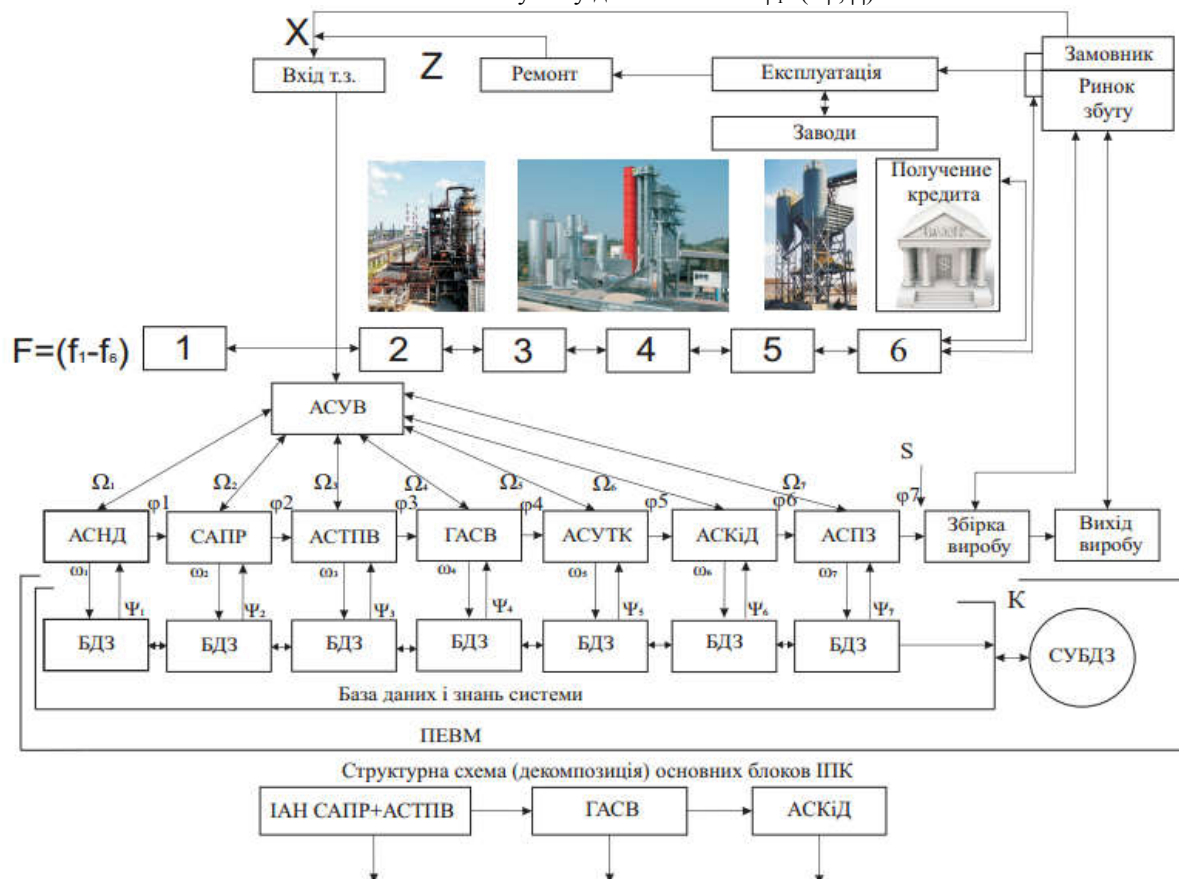 X
Z
Вхід т.з.
Ремонт
Експлуатація
Заводи
Замовник
Ринок
збуту
Получение
кредита
F=(f₁-f₆)
1
2
3
4
5
6
АСУВ
S
Ω₁
Ω₂
Ω₃
Ω₄
Ω₅
Ω₆
Ω₇
φ1
φ2
φ3
φ4
φ5
φ6
φ7
АСНД
САПР
АСТПВ
ГАСВ
АСУТК
АСКіД
АСПЗ
Збірка
виробу
Вихід
виробу
ω₁
ω₂
ω₃
ω₄
ω₅
ω₆
ω₇
Ψ₁
Ψ₂
Ψ₃
Ψ₄
Ψ₅
Ψ₆
Ψ₇
К
БДЗ
БДЗ
БДЗ
БДЗ
БДЗ
БДЗ
БДЗ
СУБДЗ
База даних і знань системи
ПЕВМ
Структурна схема (декомпозиція) основних блоків ІПК
ІАН САПР+АСТПВ
ГАСВ
АСКіД